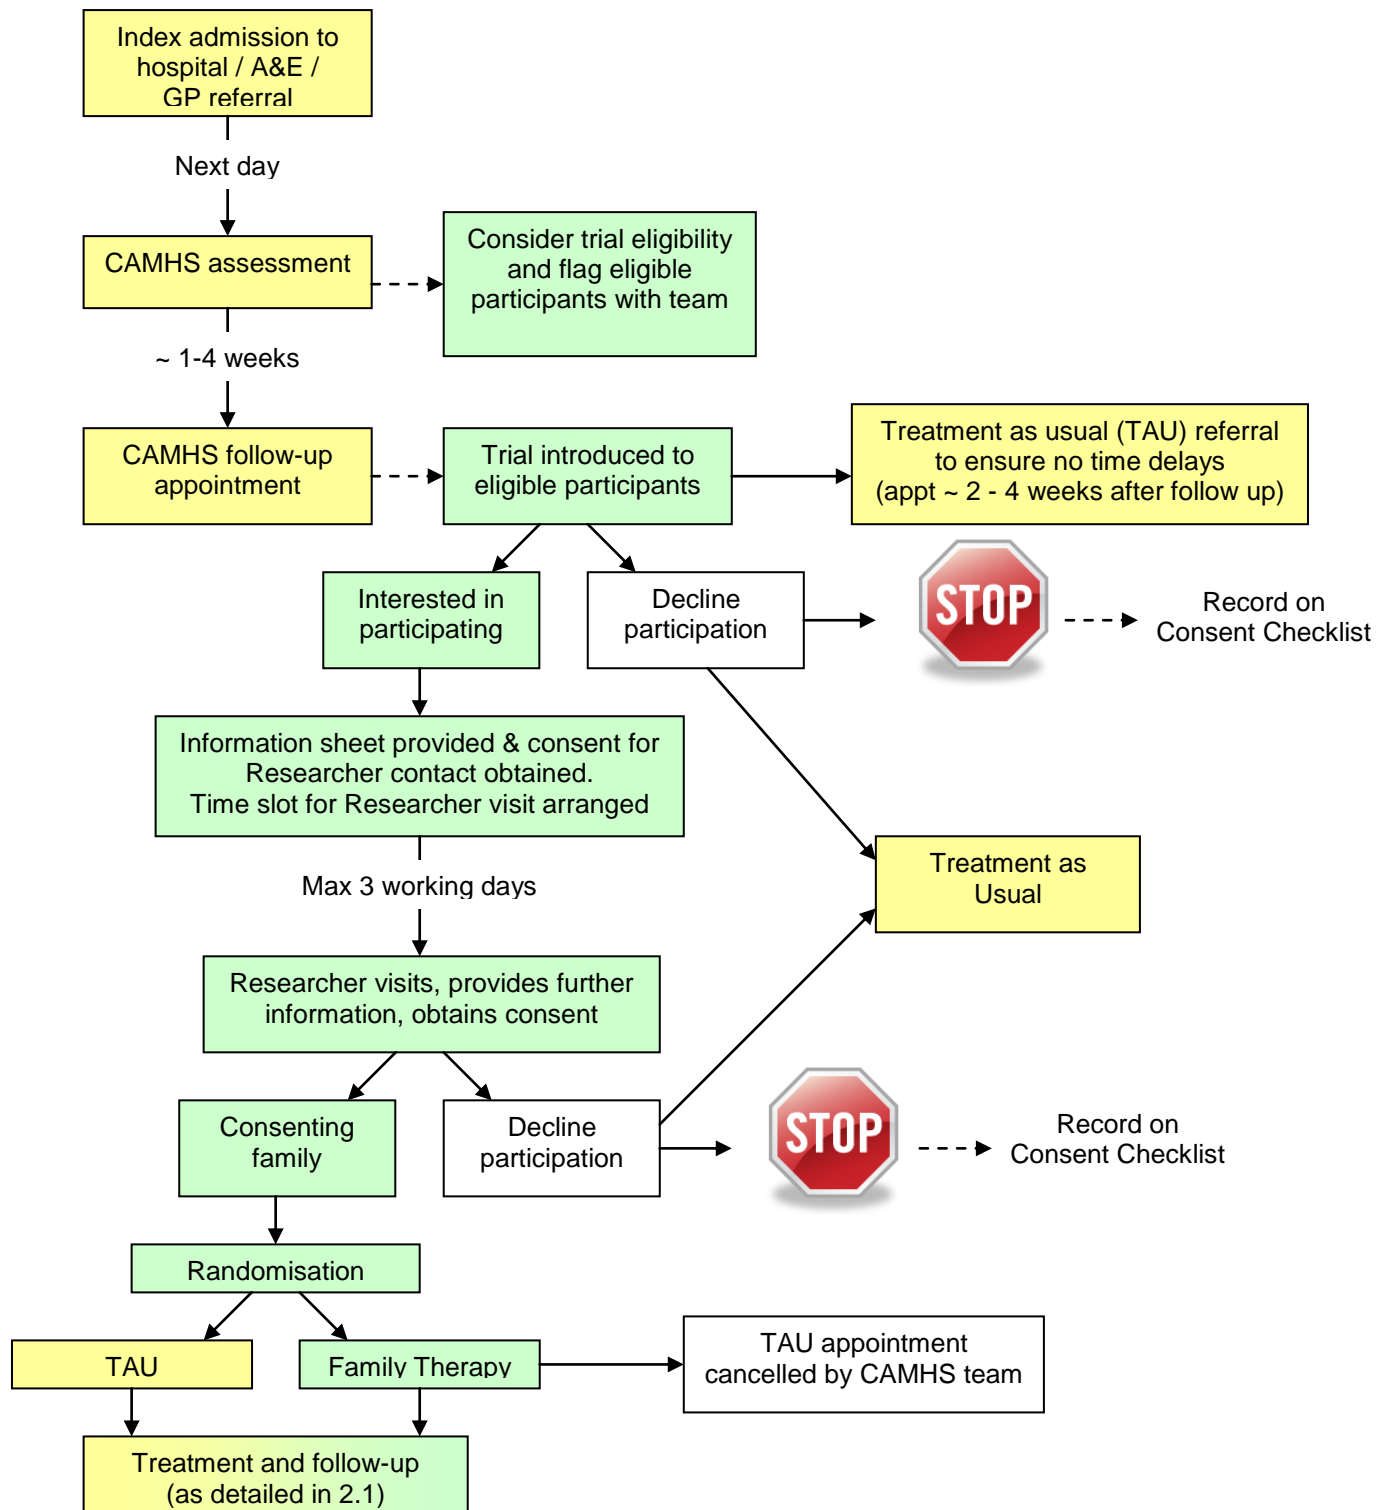 Index admission to
hospital / A&E /
GP referral
Next day
CAMHS assessment
Consider trial eligibility
and flag eligible
participants with team
~ 1-4 weeks
CAMHS follow-up
appointment
Trial introduced to
eligible participants
Treatment as usual (TAU) referral
to ensure no time delays
(appt ~ 2 - 4 weeks after follow up)
Interested in
participating
Decline
participation
STOP
Record on
Consent Checklist
Information sheet provided & consent for
Researcher contact obtained.
Time slot for Researcher visit arranged
Max 3 working days
Treatment as
Usual
Researcher visits, provides further
information, obtains consent
Consenting
family
Decline
participation
STOP
Record on
Consent Checklist
Randomisation
TAU
Family Therapy
TAU appointment
cancelled by CAMHS team
Treatment and follow-up
(as detailed in 2.1)